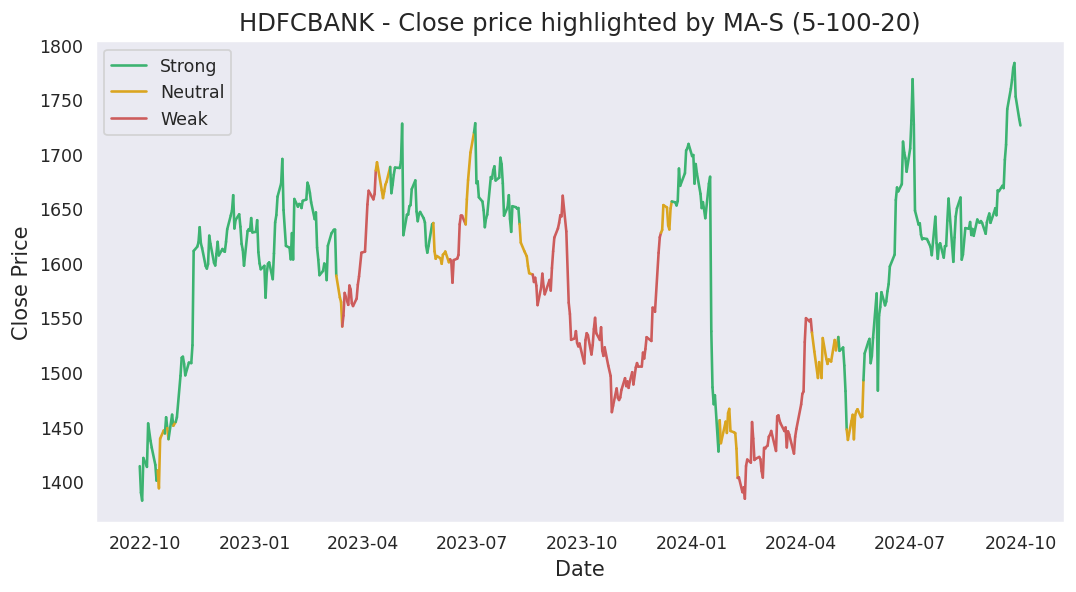 HDFCBANK - Close price highlighted by MA-S (5-100-20)
Strong
Neutral
Weak
Close Price
1800
1750
1700
1650
1600
1550
1500
1450
1400
2022-10 2023-01 2023-04 2023-07 2023-10 2024-01 2024-04 2024-07 2024-10
Date